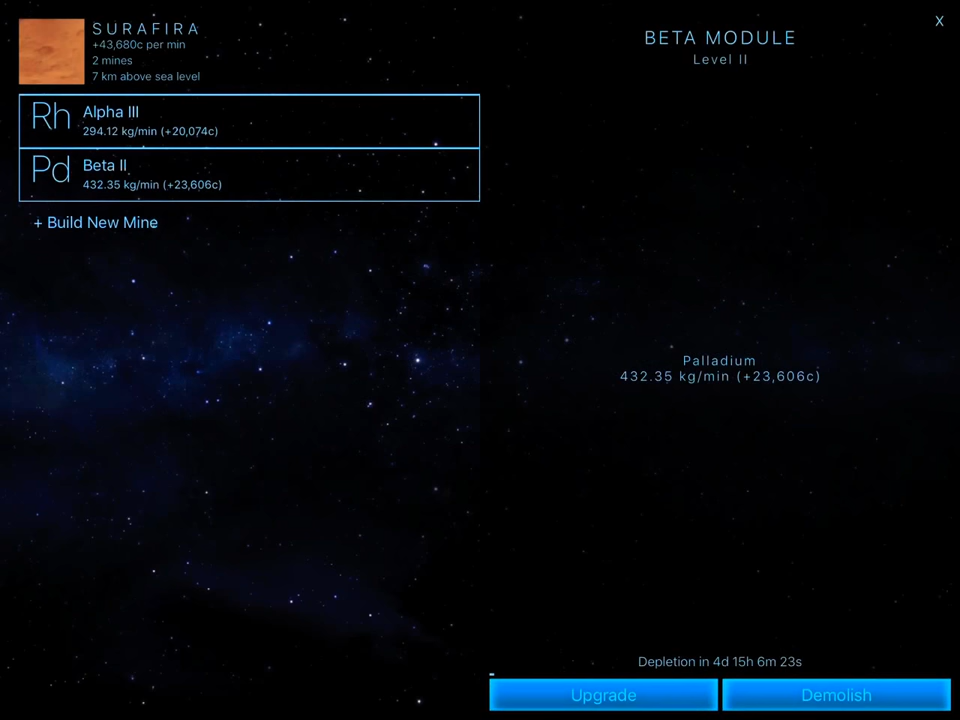 SURAFIRA
+43,680c per min
2 mines
7 km above sea level
Rh
Alpha III
294.12 kg/min (+20,074c)
Pd
Beta II
432.35 kg/min (+23,606c)
+ Build New Mine
X
BETA MODULE
Level II
Palladium
432.35 kg/min (+23,606c)
Depletion in 4d 15h 6m 23s
Upgrade
Demolish